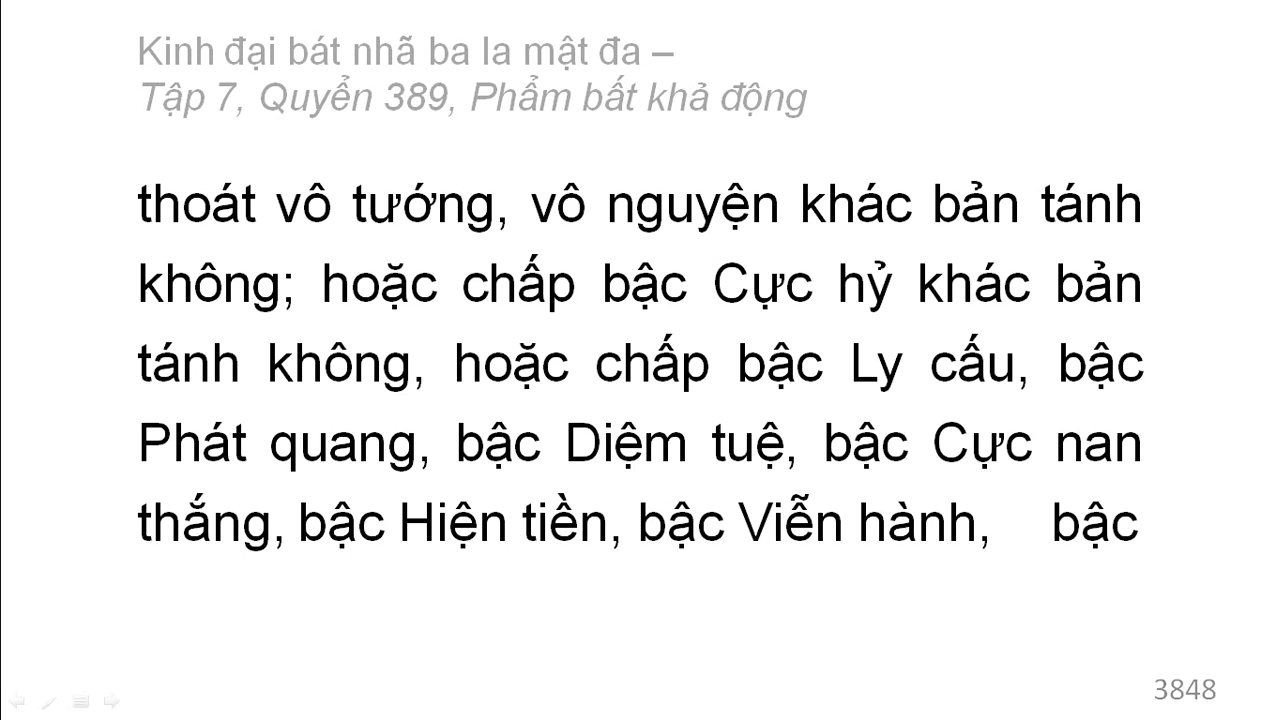 Kinh đại bát nhã ba la mật đa –
Tập 7, Quyển 389, Phẩm bất khả động
thoát vô tướng, vô nguyện khác bản tánh
không; hoặc chấp bậc Cực hỷ khác bản
tánh không, hoặc chấp bậc Ly cấu, bậc
Phát quang, bậc Diệm tuệ, bậc Cực nan
thắng, bậc Hiện tiền, bậc Viễn hành, bậc
3848